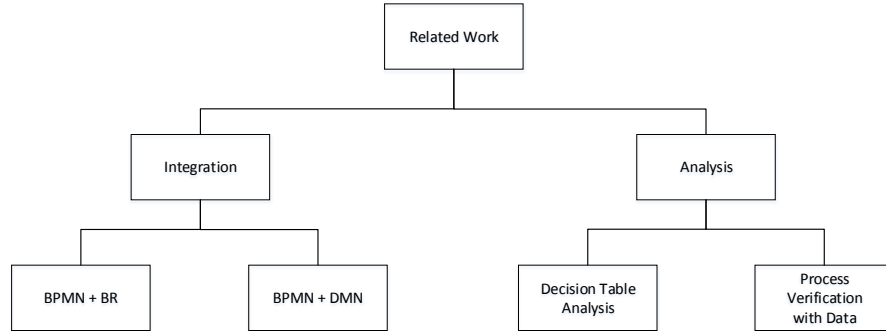 Related Work
Integration
Analysis
BPMN + BR
BPMN + DMN
Decision Table
Analysis
Process
Verification
with Data